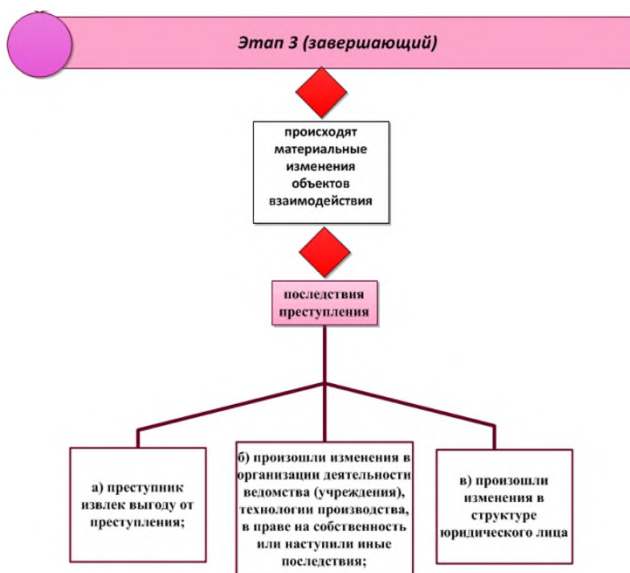 Этап 3 (завершающий)
происходят
материальные
изменения
объектов
взаимодействия
последствия
преступления
а) преступник
извлек выгоду от
преступления;
б) произошли изменения в
организации деятельности
ведомства (учреждения),
технологии производства,
в праве на собственность
или наступили иные
последствия;
в) произошли
изменения в
структуре
юридического лица